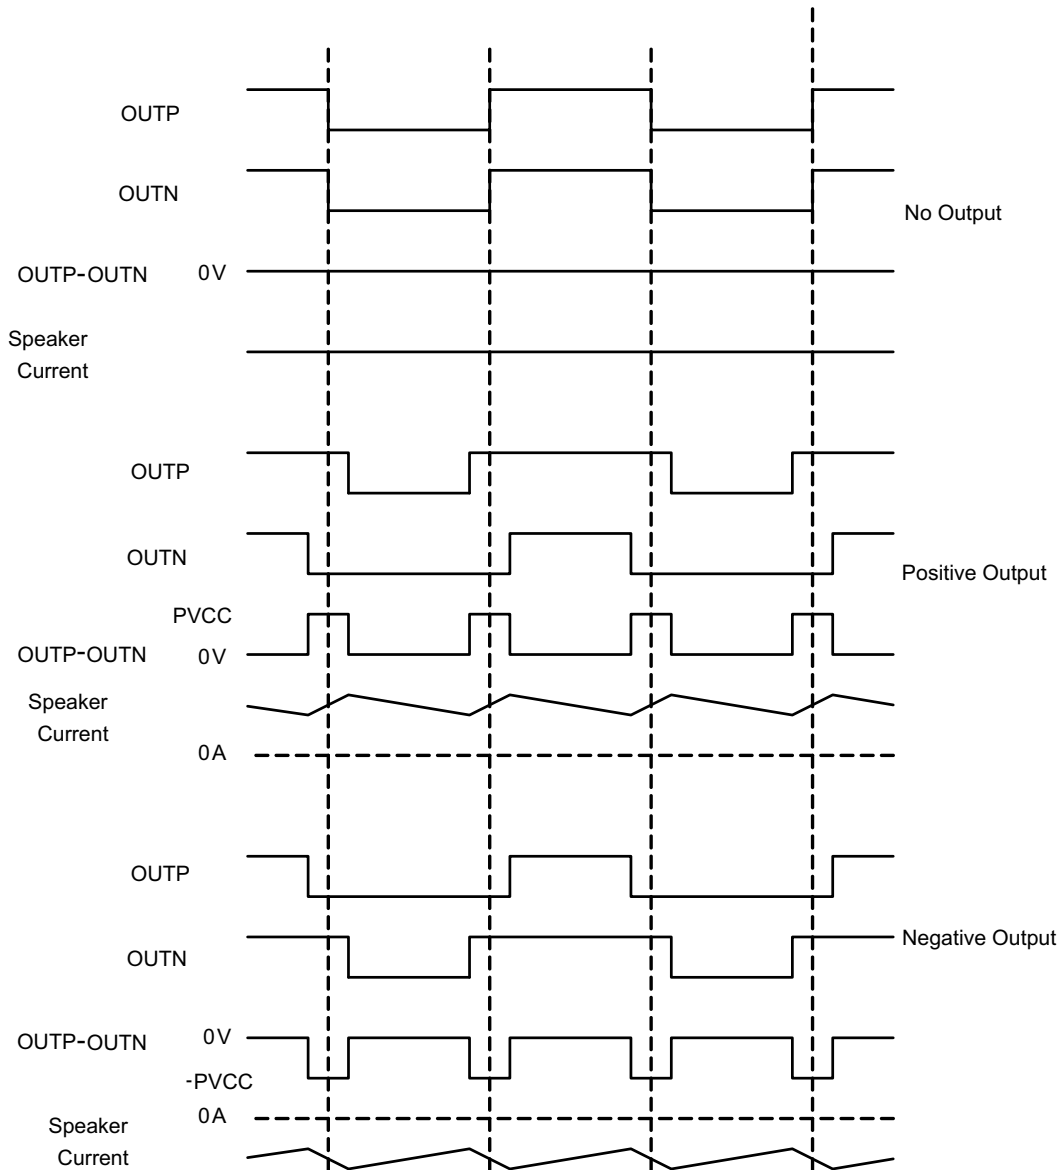 OUTP
OUTN
No Output
OUTP-OUTN 0V
Speaker
Current
OUTP
OUTN
Positive Output
PVCC
OUTP-OUTN 0V
Speaker
Current
0A
OUTP
Negative Output
OUTN
OUTP-OUTN 0V
-PVCC
0A
Speaker
Current